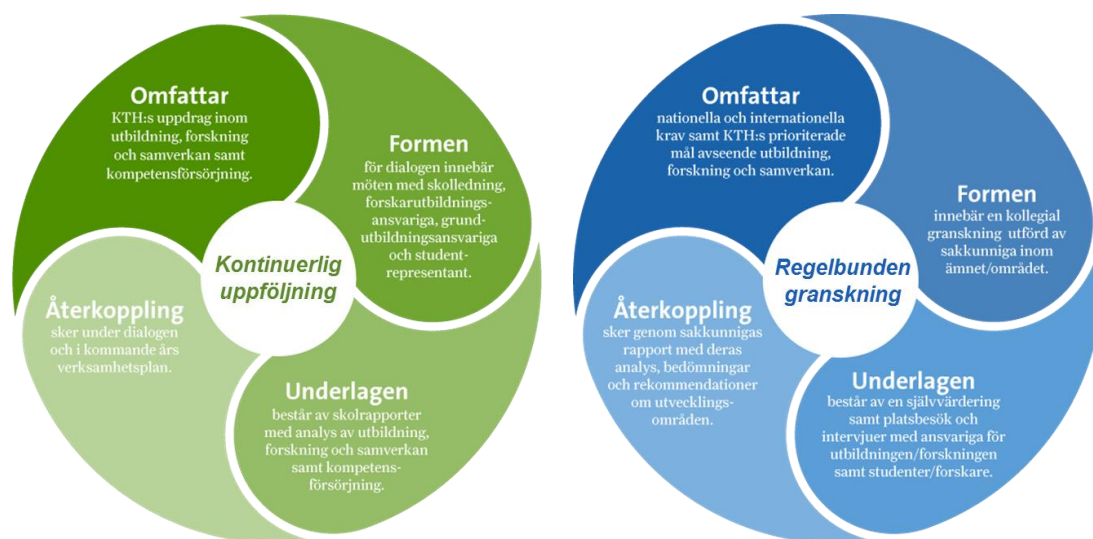 Omfattar
KTH:s uppdrag inom
utbildning, forskning
och samverkan samt
kompetensförsörjning.
Formen
för dialogen innebär
möten med skolledning,
forskarutbildnings-
ansvariga, grund-
utbildningsansvariga
och student-
representant.
Kontinuerlig
uppföljning
Återkoppling
sker under dialogen
och i kommande års
verksamhetsplan.
Underlagen
består av skolrapporter
med analys av utbildning,
forskning och samverkan
samt kompetens-
försörjning.
Omfattar
nationella och internationella
krav samt KTH:s prioriterade
mål avseende utbildning,
forskning och samverkan.
Formen
innebär en kollegial
granskning utförd av
sakkunniga inom
ämnet/området.
Regelbunden
granskning
Återkoppling
sker genom sakkunnigas
rapport med deras
analys, bedömningar
och rekommendationer
om utvecklings-
områden.
Underlagen
består av en självvärdering
samt platsbesök och
intervjuer med ansvariga för
utbildningen/forskningen
samt studenter/forskare.